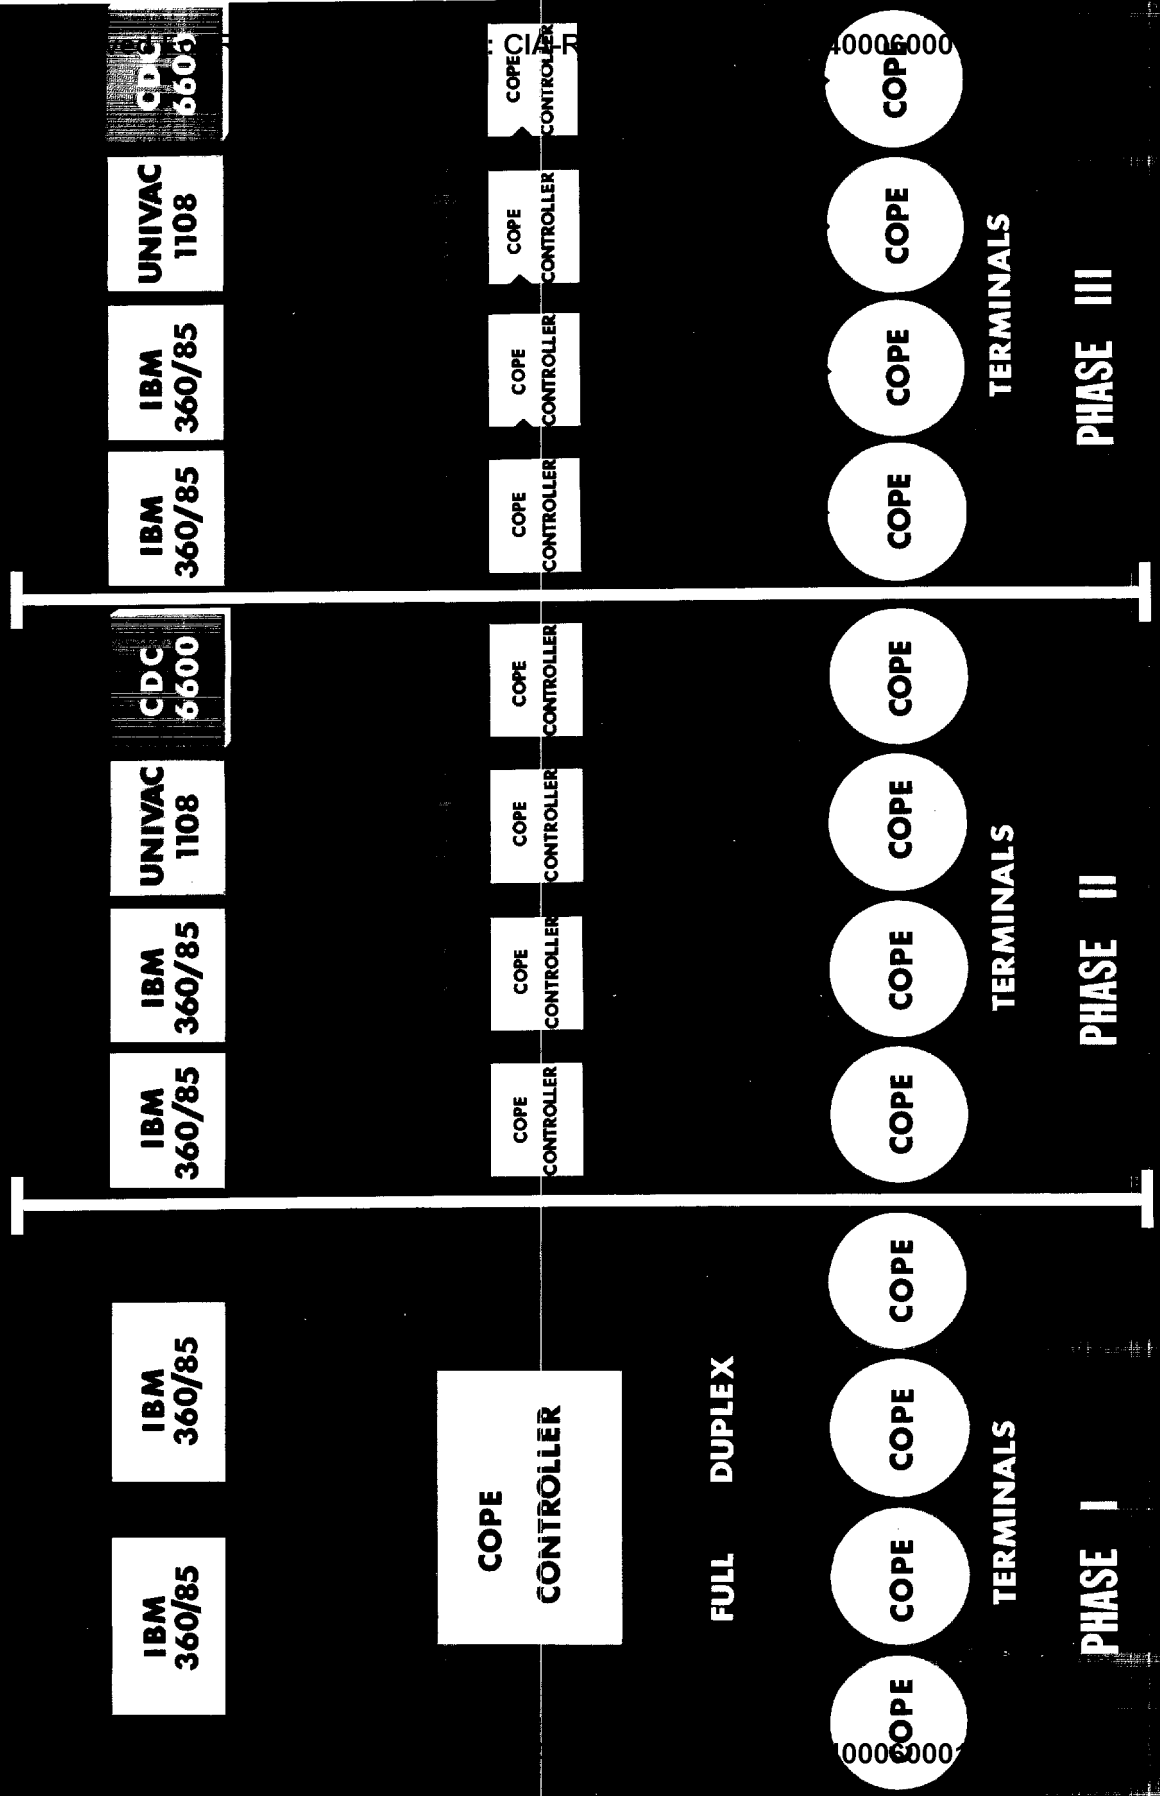 IBM
360/85
IBM
360/85
COPE
CONTROLLER
FULL DUPLEX
COPE
COPE
COPE
COPE
TERMINALS
PHASE I
IBM
360/85
IBM
360/85
UNIVAC
1108
CDC
6600
COPE
CONTROLLER
COPE
CONTROLLER
COPE
CONTROLLER
COPE
CONTROLLER
COPE
COPE
COPE
COPE
TERMINALS
PHASE II
IBM
360/85
IBM
360/85
UNIVAC
1108
CDC
6600
COPE
CONTROLLER
COPE
CONTROLLER
COPE
CONTROLLER
COPE
CONTROLLER
COPE
COPE
COPE
COPE
TERMINALS
PHASE III
: CIA-R